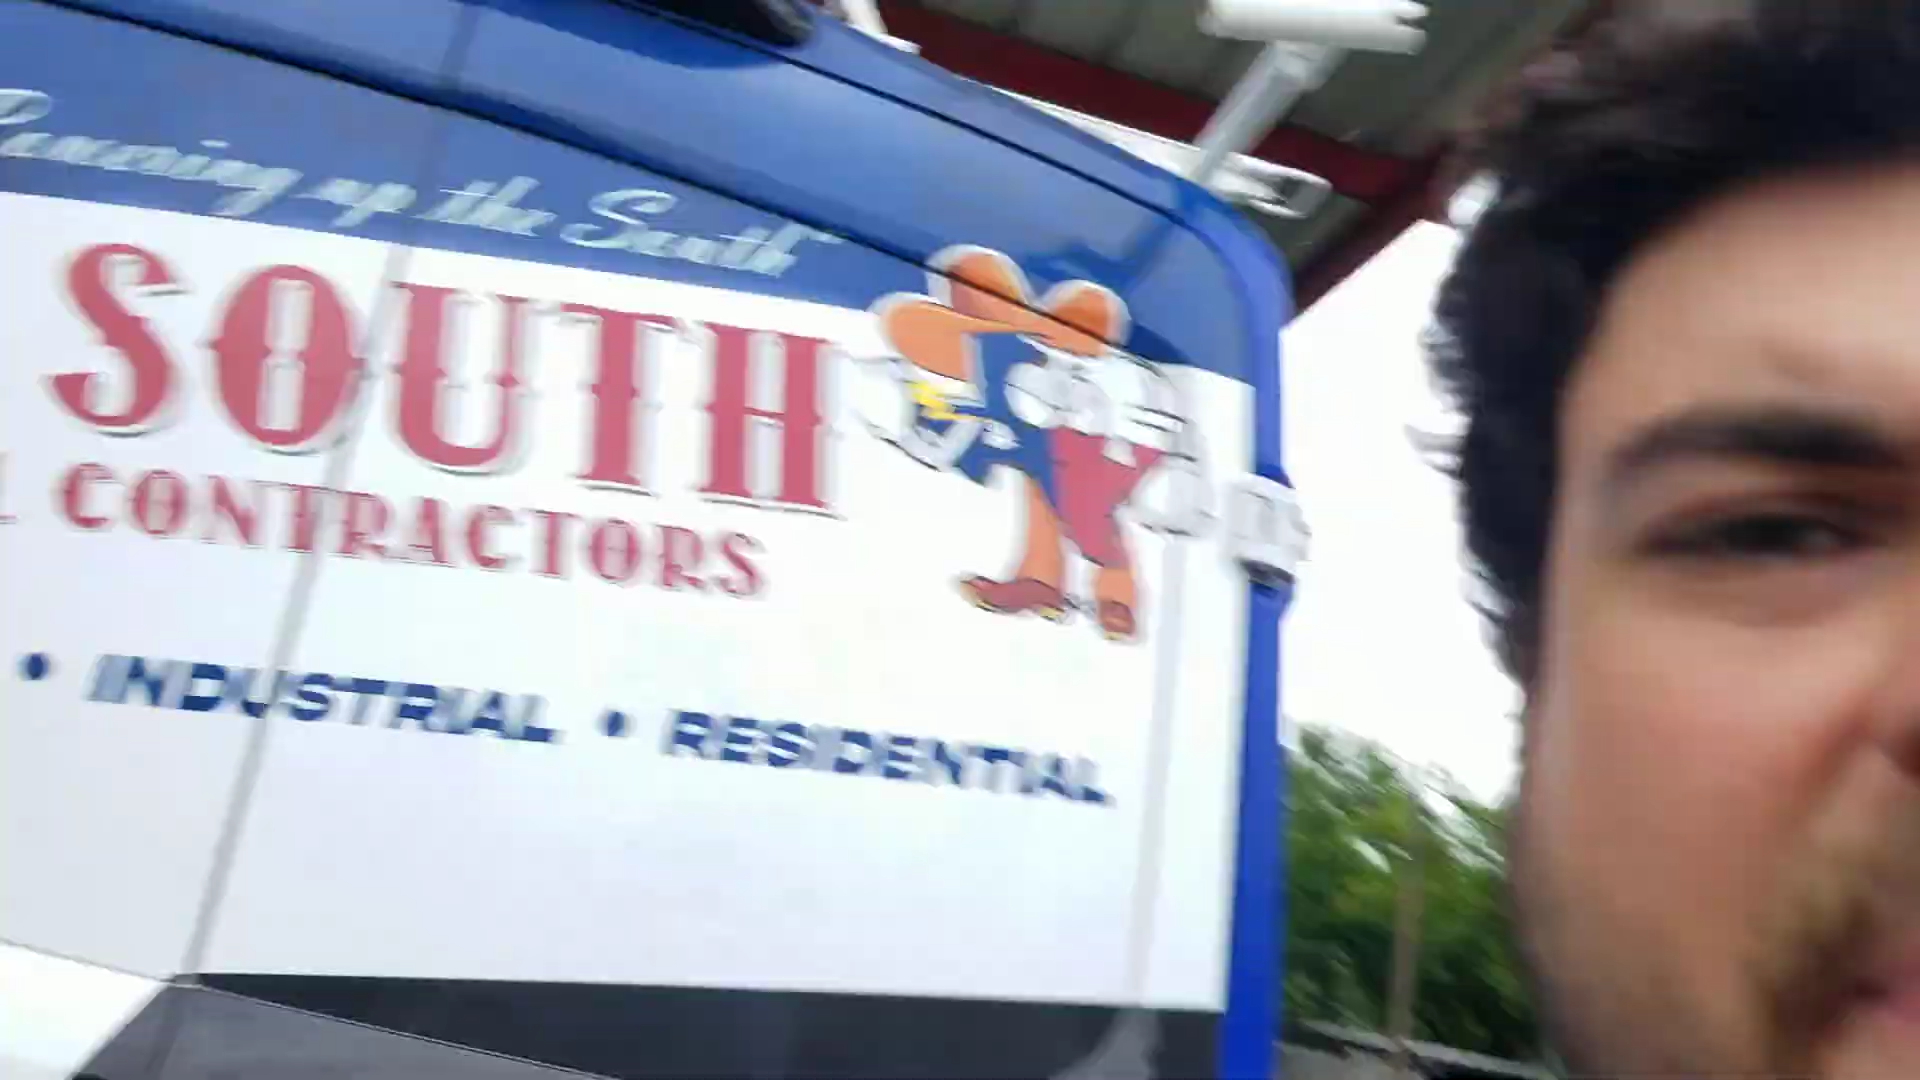 up the South
SOUTH
CONTRACTORS
• INDUSTRIAL • RESIDENTIAL